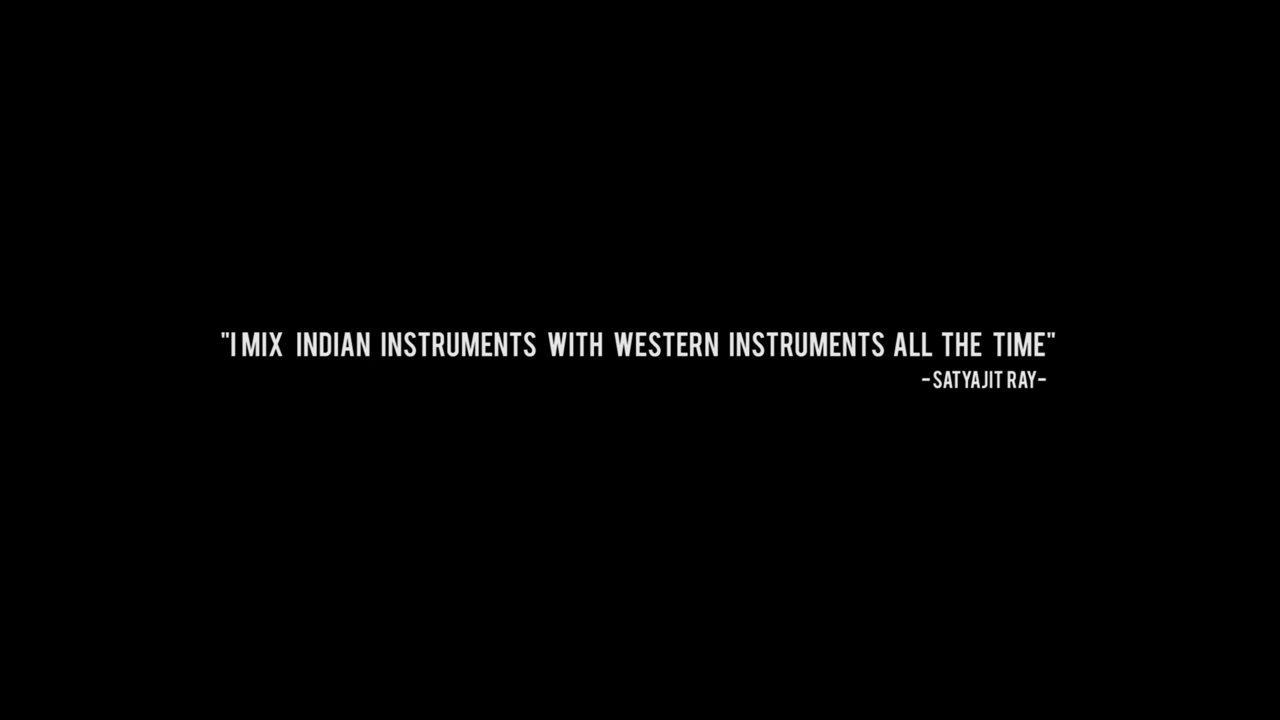 "I MIX INDIAN INSTRUMENTS WITH WESTERN INSTRUMENTS ALL THE TIME"
-SATYAJIT RAY-